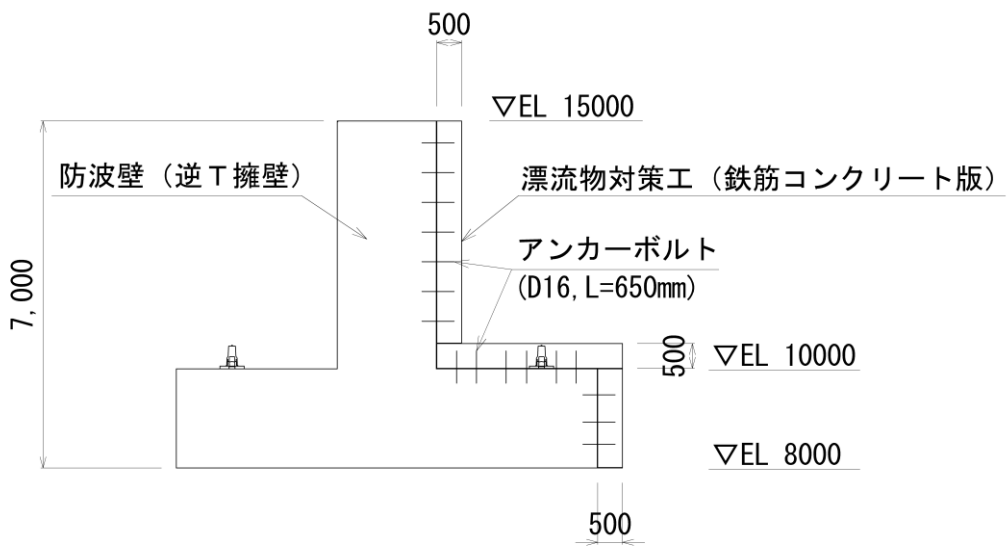 500
▽EL 15000
防波壁（逆Ｔ擁壁）
漂流物対策工（鉄筋コンクリート版）
アンカーボルト
(D16, L=650mm)
7,000
500
▽EL 10000
▽EL 8000
500